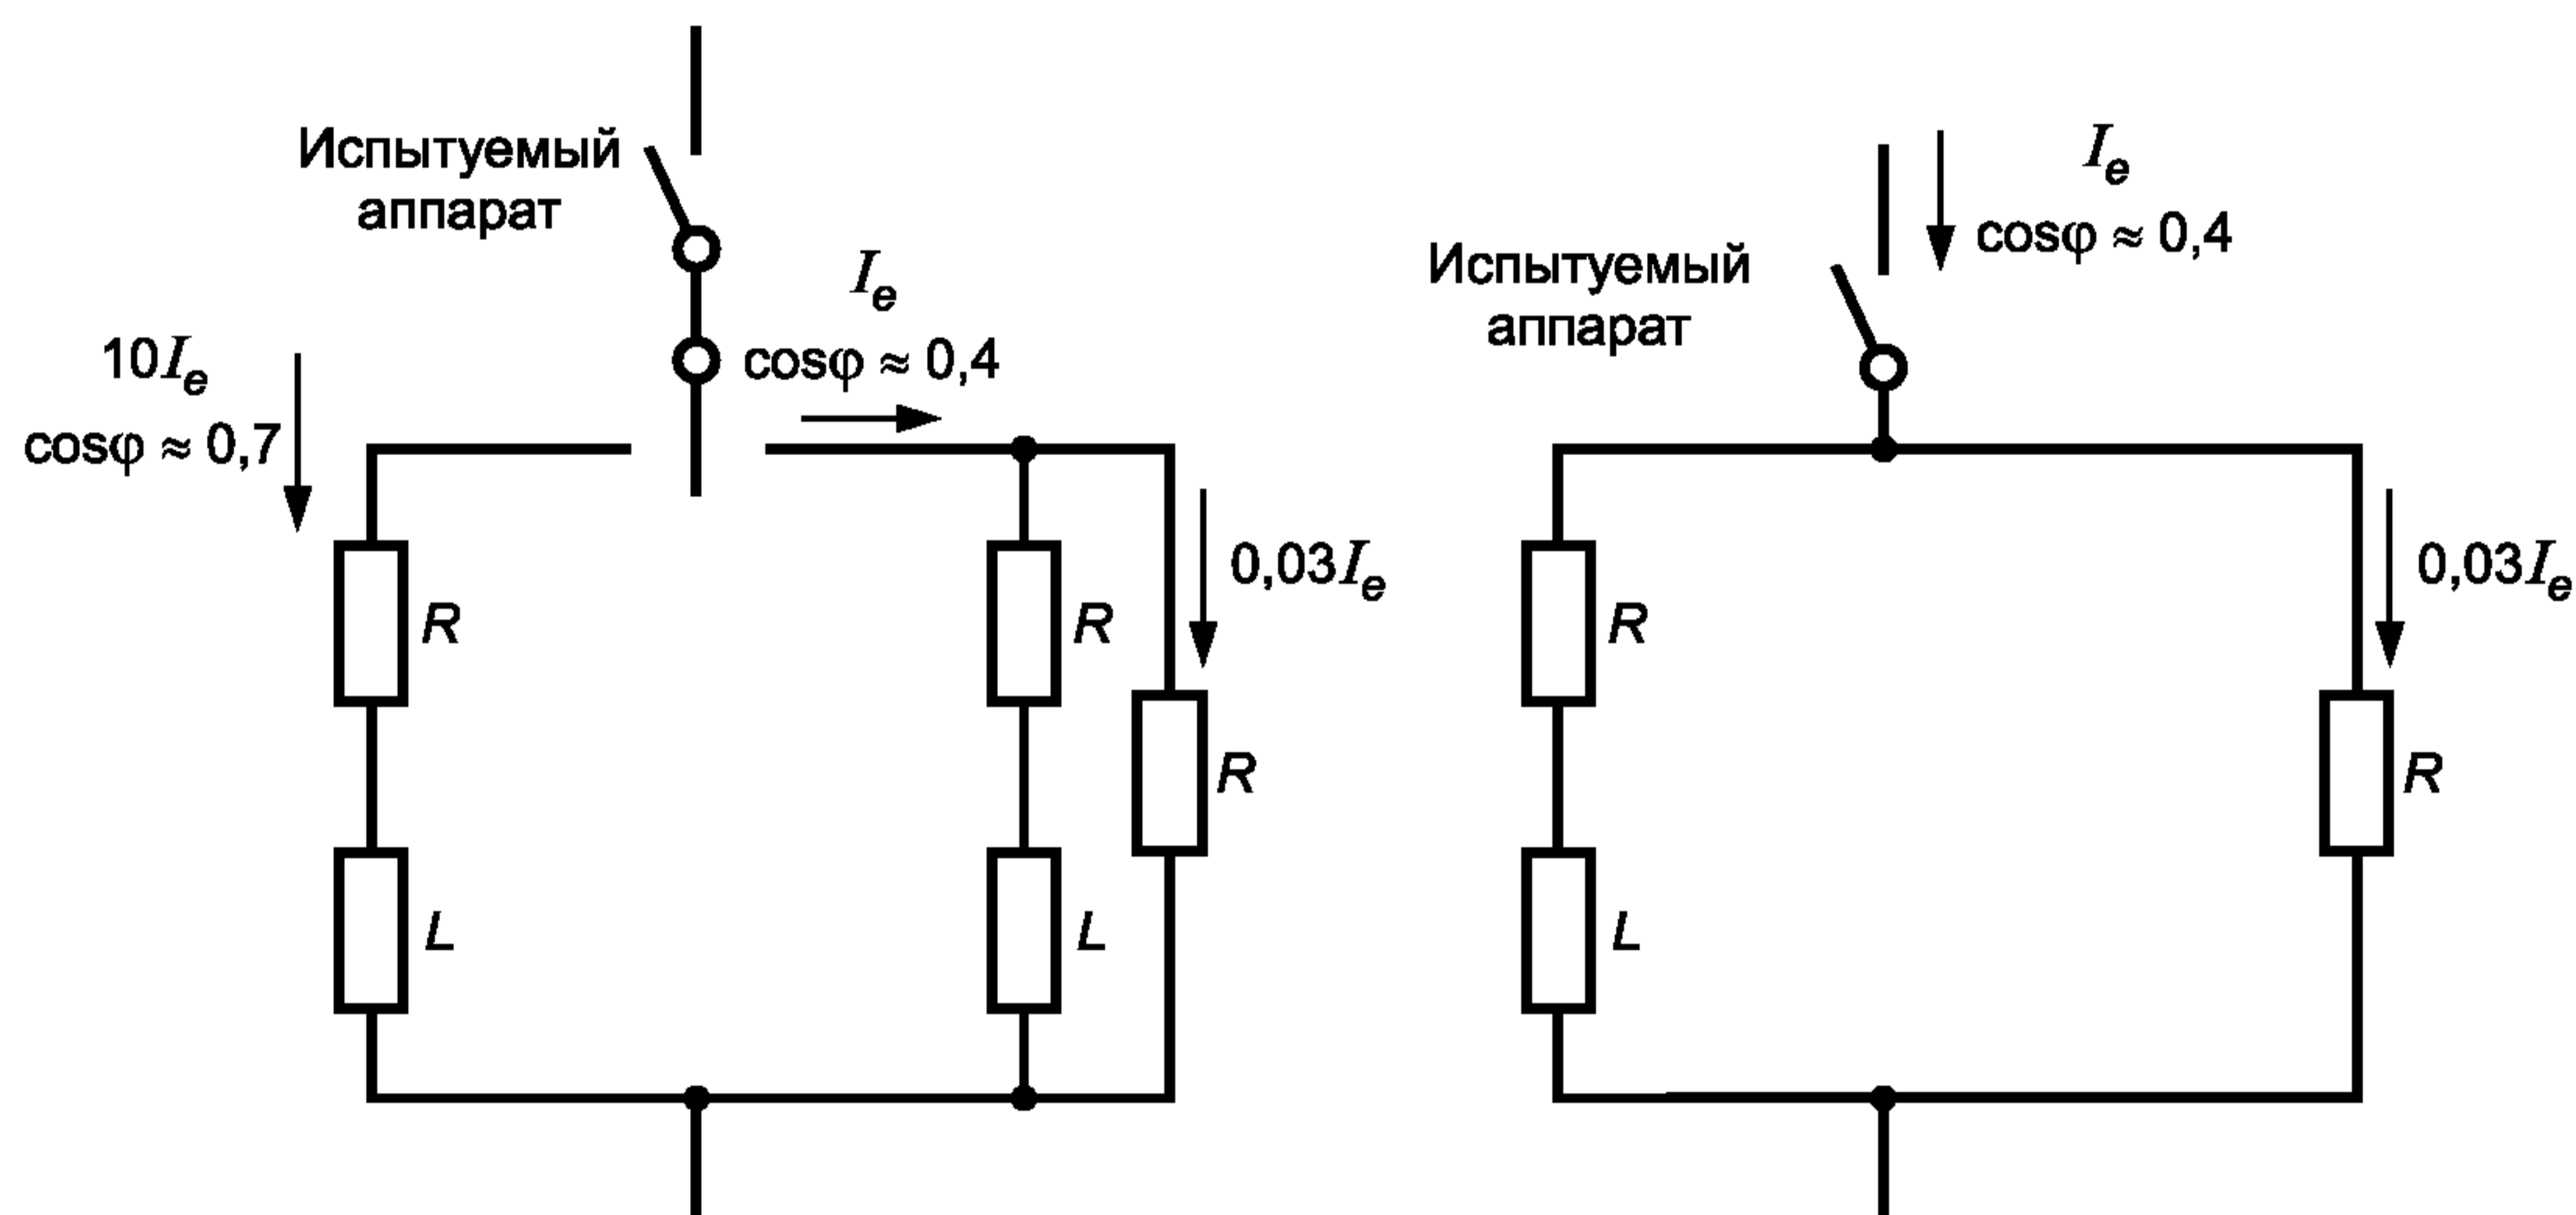 Испытуемый
аппарат
10Iₑ
cosφ ≈ 0,7
Iₑ
cosφ ≈ 0,4
R
L
R
L
0,03Iₑ
R
Испытуемый
аппарат
Iₑ
cosφ ≈ 0,4
R
L
0,03Iₑ
R